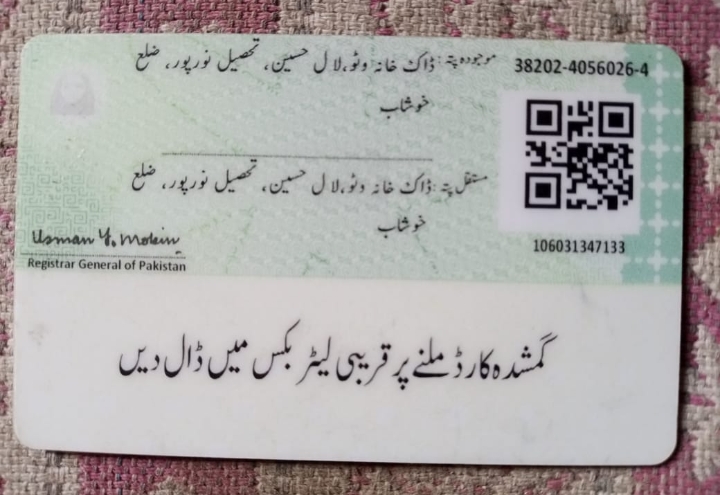 موجودہ پتہ: ڈاک خانہ وٹو، لال حسین، تحصیل نورپور، ضلع
خوشاب
38202-4056026-4
مستقل پتہ: ڈاک خانہ وٹو، لال حسین، تحصیل نورپور، ضلع
خوشاب
106031347133
Usman Y. Mobin
Registrar General of Pakistan
گمشدہ کارڈ ملنے پر قریبی لیٹر بکس میں ڈال دیں